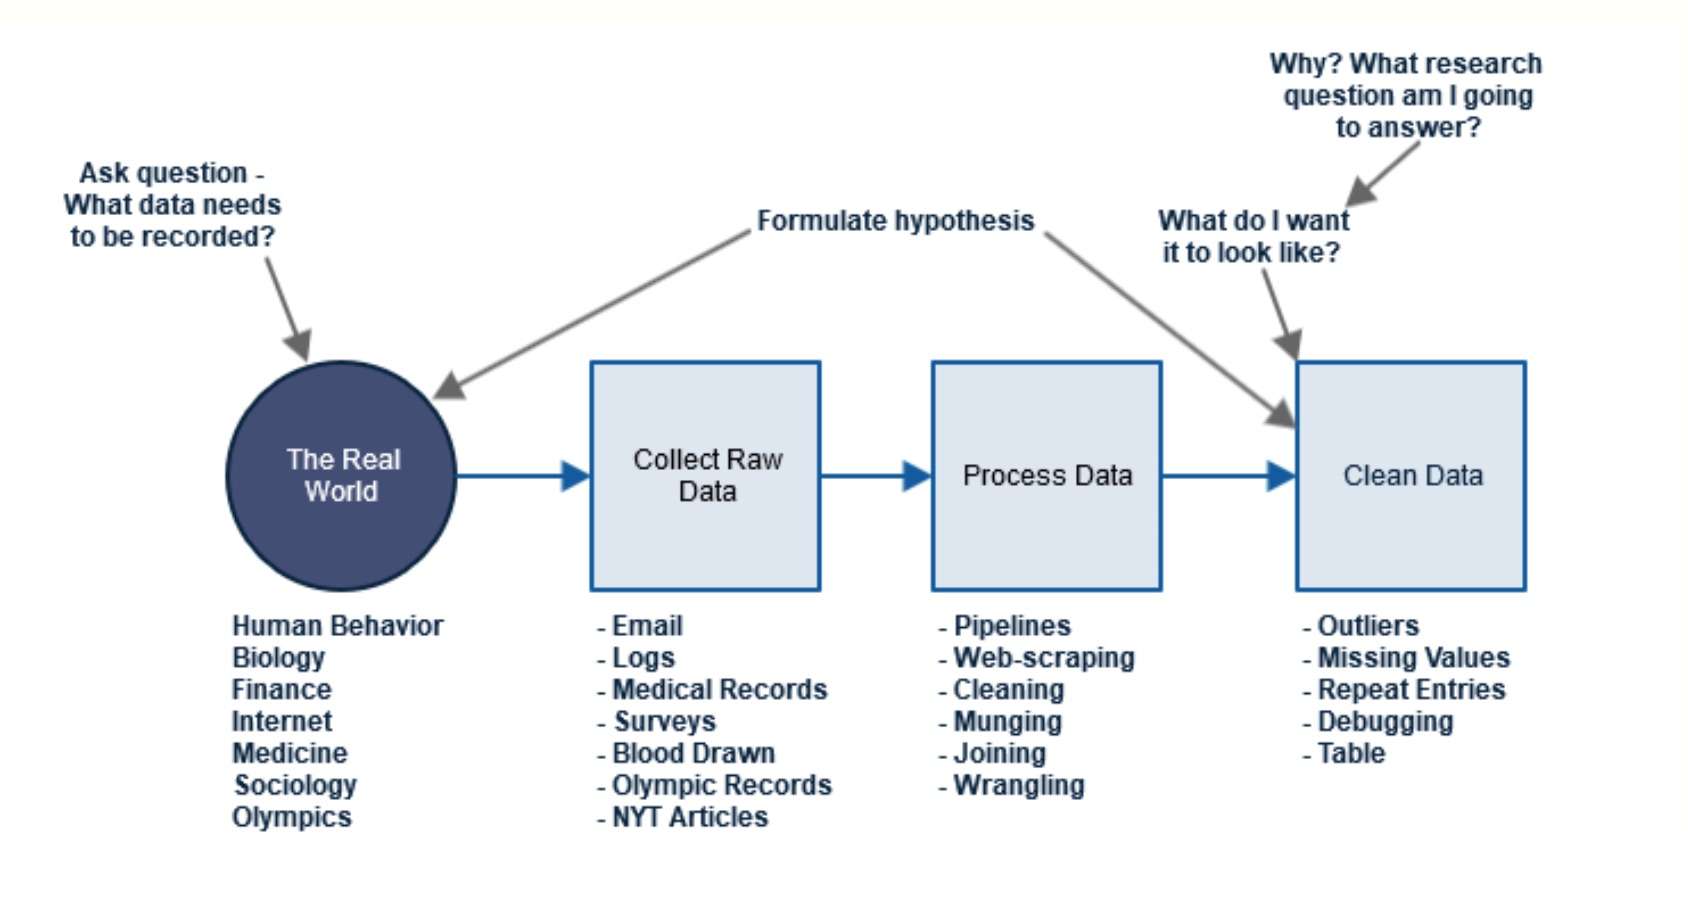 Why? What research
question am I going
to answer?
Ask question -
What data needs
to be recorded?
Formulate hypothesis
What do I want
it to look like?
The Real
World
Collect Raw
Data
Process Data
Clean Data
Human Behavior
Biology
Finance
Internet
Medicine
Sociology
Olympics
- Email
- Logs
- Medical Records
- Surveys
- Blood Drawn
- Olympic Records
- NYT Articles
- Pipelines
- Web-scraping
- Cleaning
- Munging
- Joining
- Wrangling
- Outliers
- Missing Values
- Repeat Entries
- Debugging
- Table